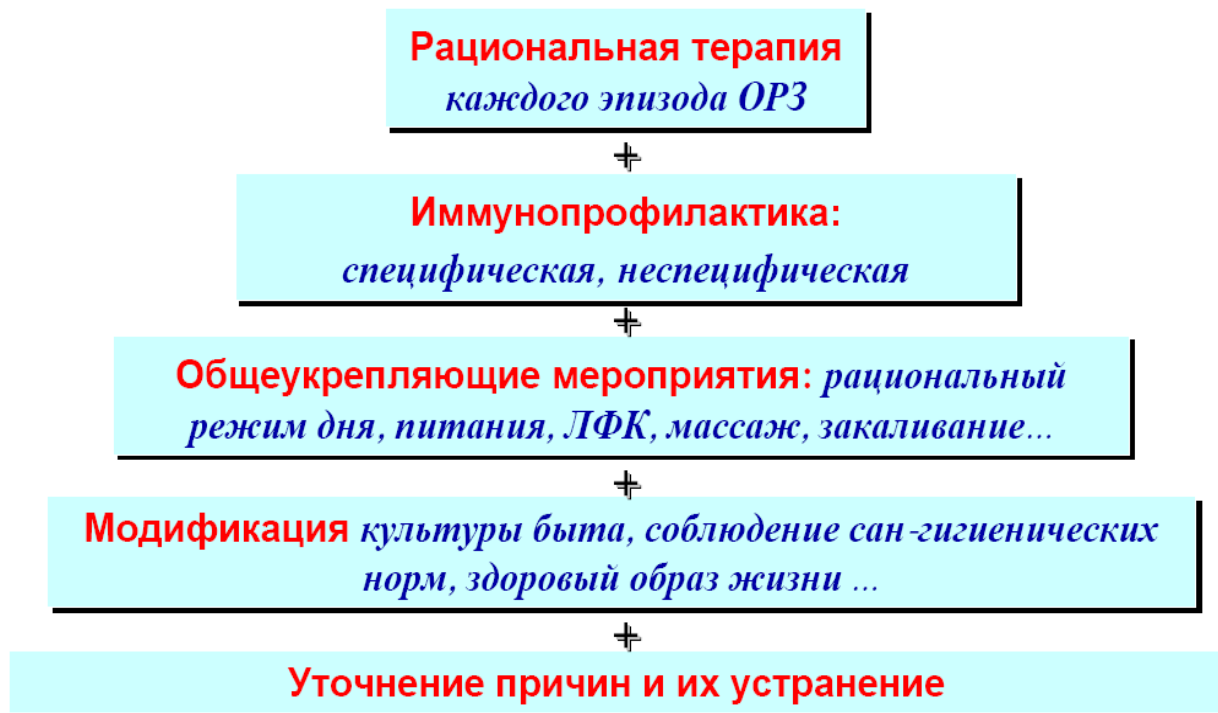 Рациональная терапия
каждого эпизода ОРЗ
+
Иммунопрофилактика:
специфическая, неспецифическая
+
Общеукрепляющие мероприятия: рациональный
режим дня, питания, ЛФК, массаж, закаливание...
+
Модификация культуры быта, соблюдение сан-гигиенических
норм, здоровый образ жизни ...
+
Уточнение причин и их устранение